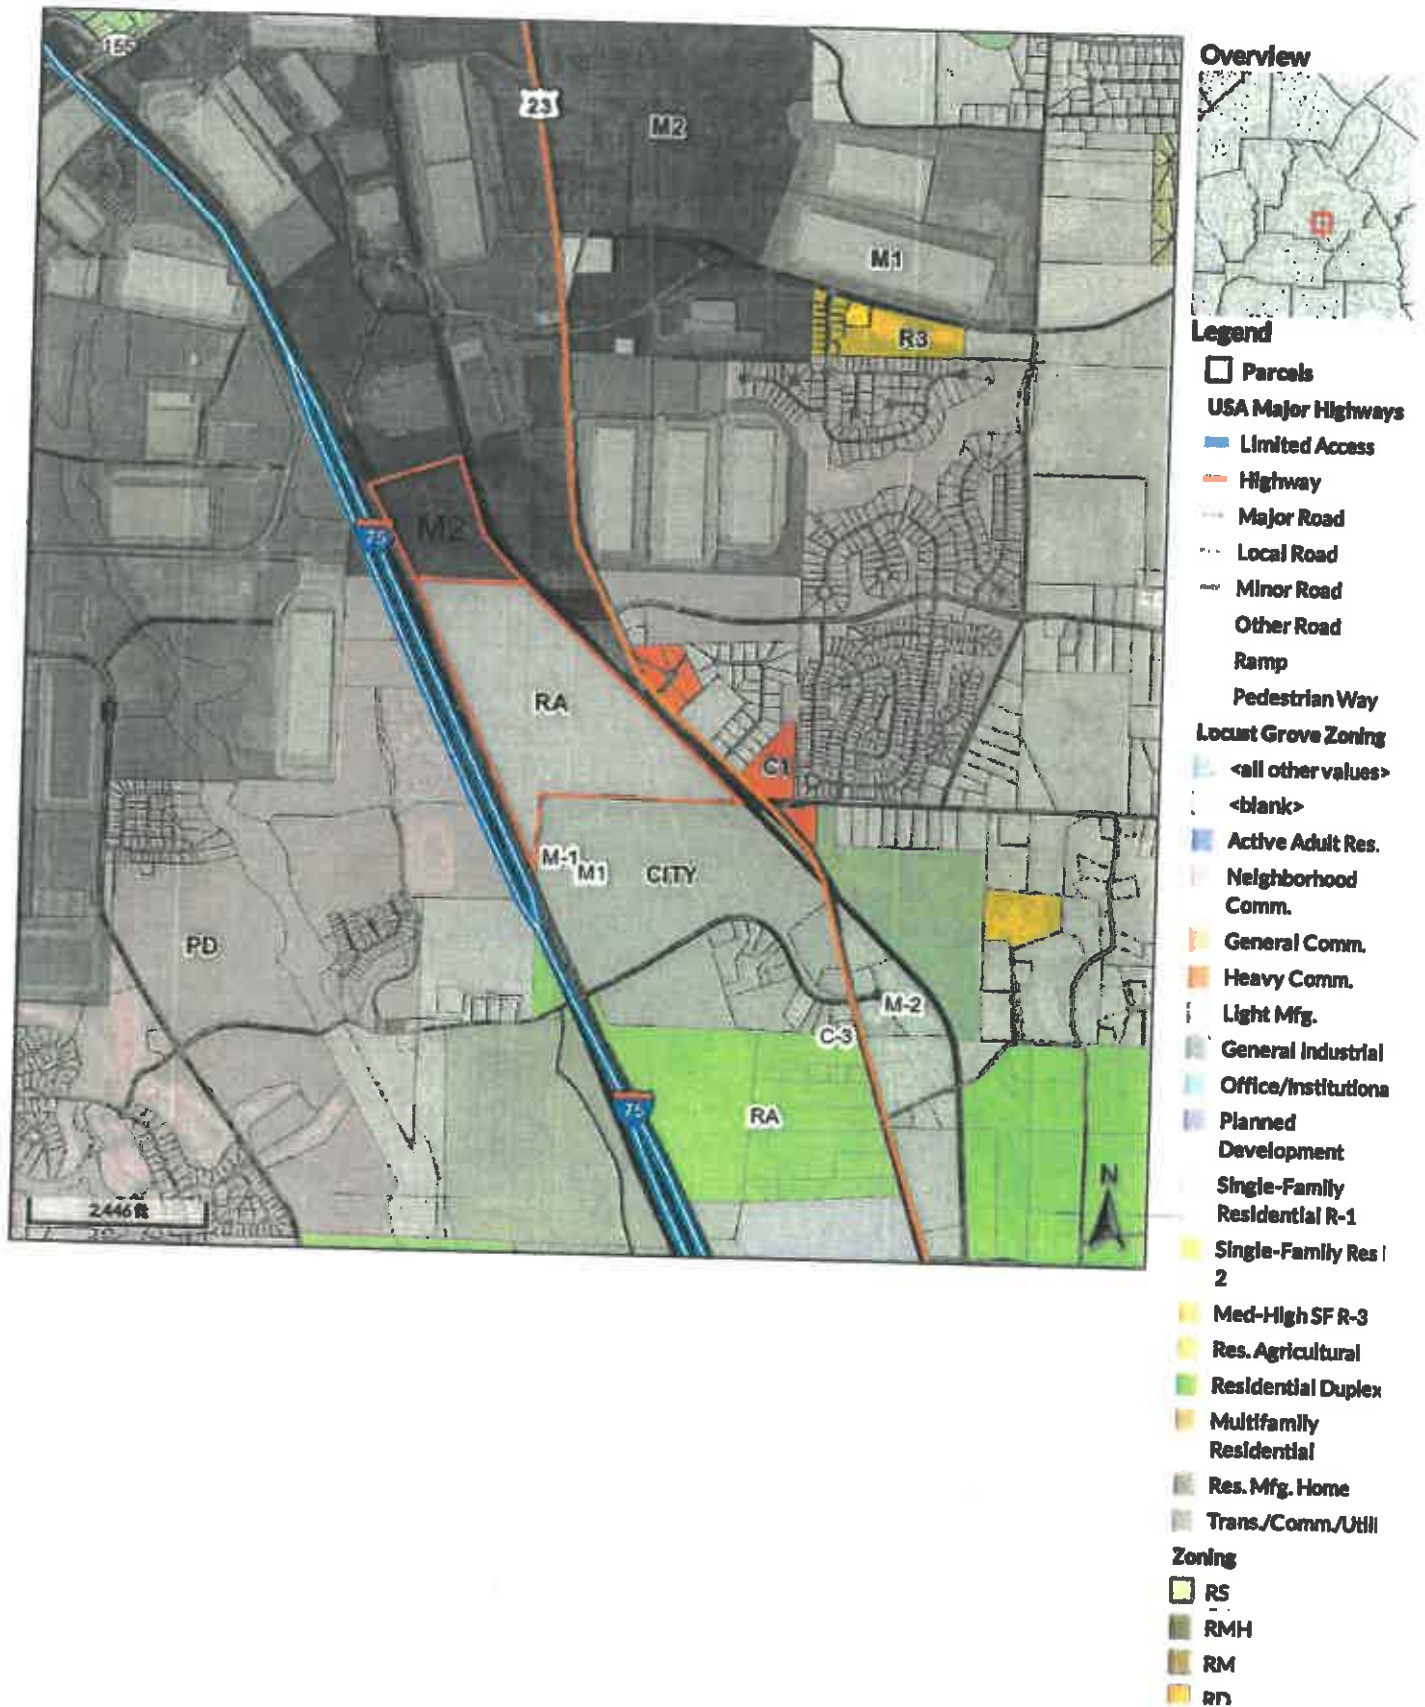 155
23
M2
M1
R3
M2
75
RA
C1
M-1
M1
CITY
PD
M-2
C-3
75
RA
N
2,446 ft
Overview
Legend
Parcels
USA Major Highways
Limited Access
Highway
Major Road
Local Road
Minor Road
Other Road
Ramp
Pedestrian Way
Locust Grove Zoning
<all other values>
<blank>
Active Adult Res.
Neighborhood
Comm.
General Comm.
Heavy Comm.
Light Mfg.
General Industrial
Office/Institutiona
Planned
Development
Single-Family
Residential R-1
Single-Family Res
2
Med-High SF R-3
Res. Agricultural
Residential Duplex
Multifamily
Residential
Res. Mfg. Home
Trans./Comm./Utili
Zoning
RS
RMH
RM
RD